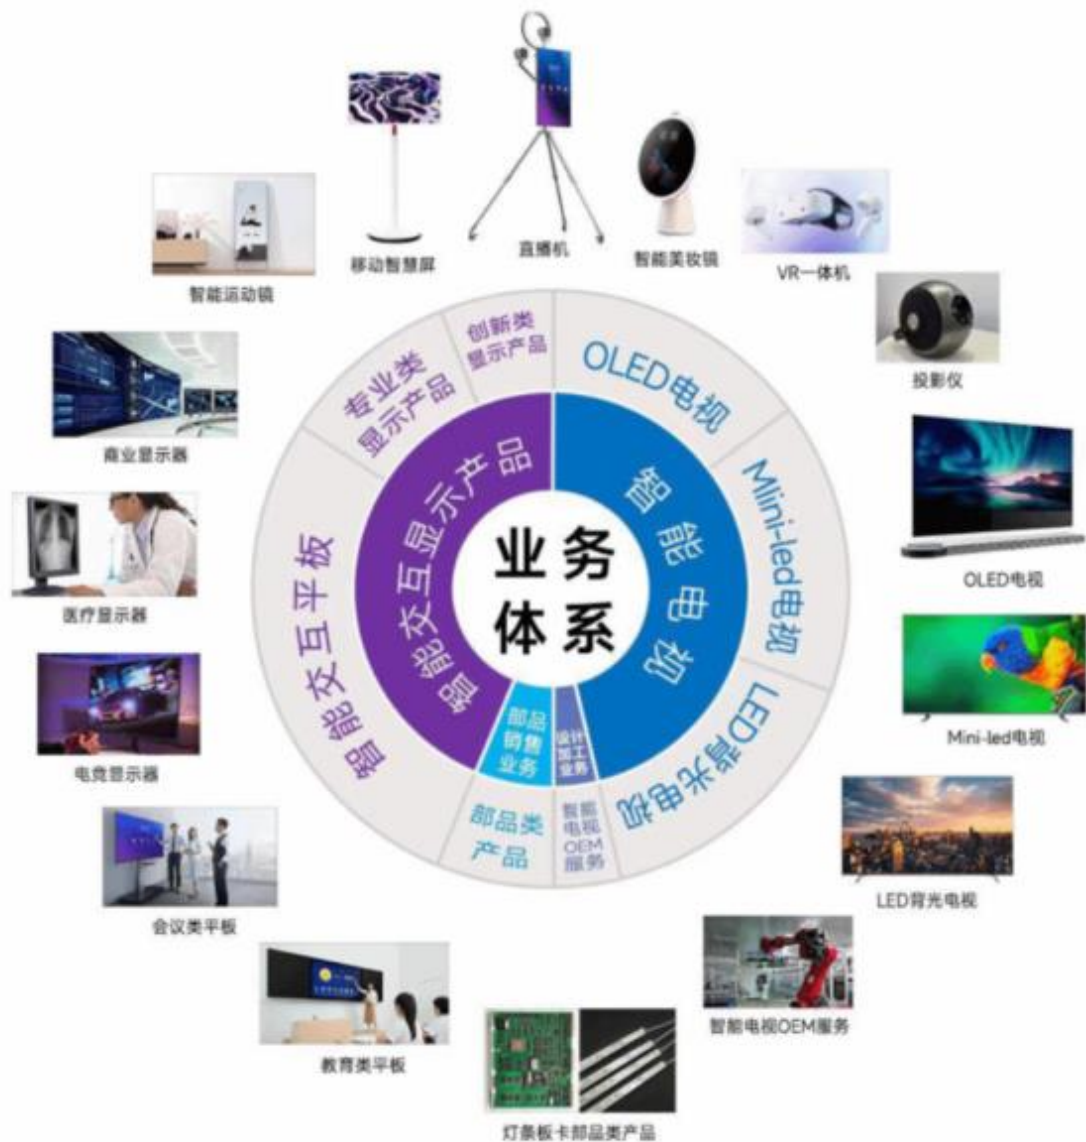 直播机
移动智慧屏
智能美妆镜
VR一体机
智能运动镜
投影仪
商业显示器
OLED电视
医疗显示器
Mini-led电视
电竞显示器
LED背光电视
会议类平板
智能电视OEM服务
教育类平板
灯条板卡部品类产品
业务
体系
智能电视
OLED电视
MIini-led电视
LED背光电视
设计
加工
业务
智能
电视
OEM
服务
部品
销售
业务
部品类
产品
智能交互显示产品
智能交互平板
专业类
显示产品
创新类
显示产品